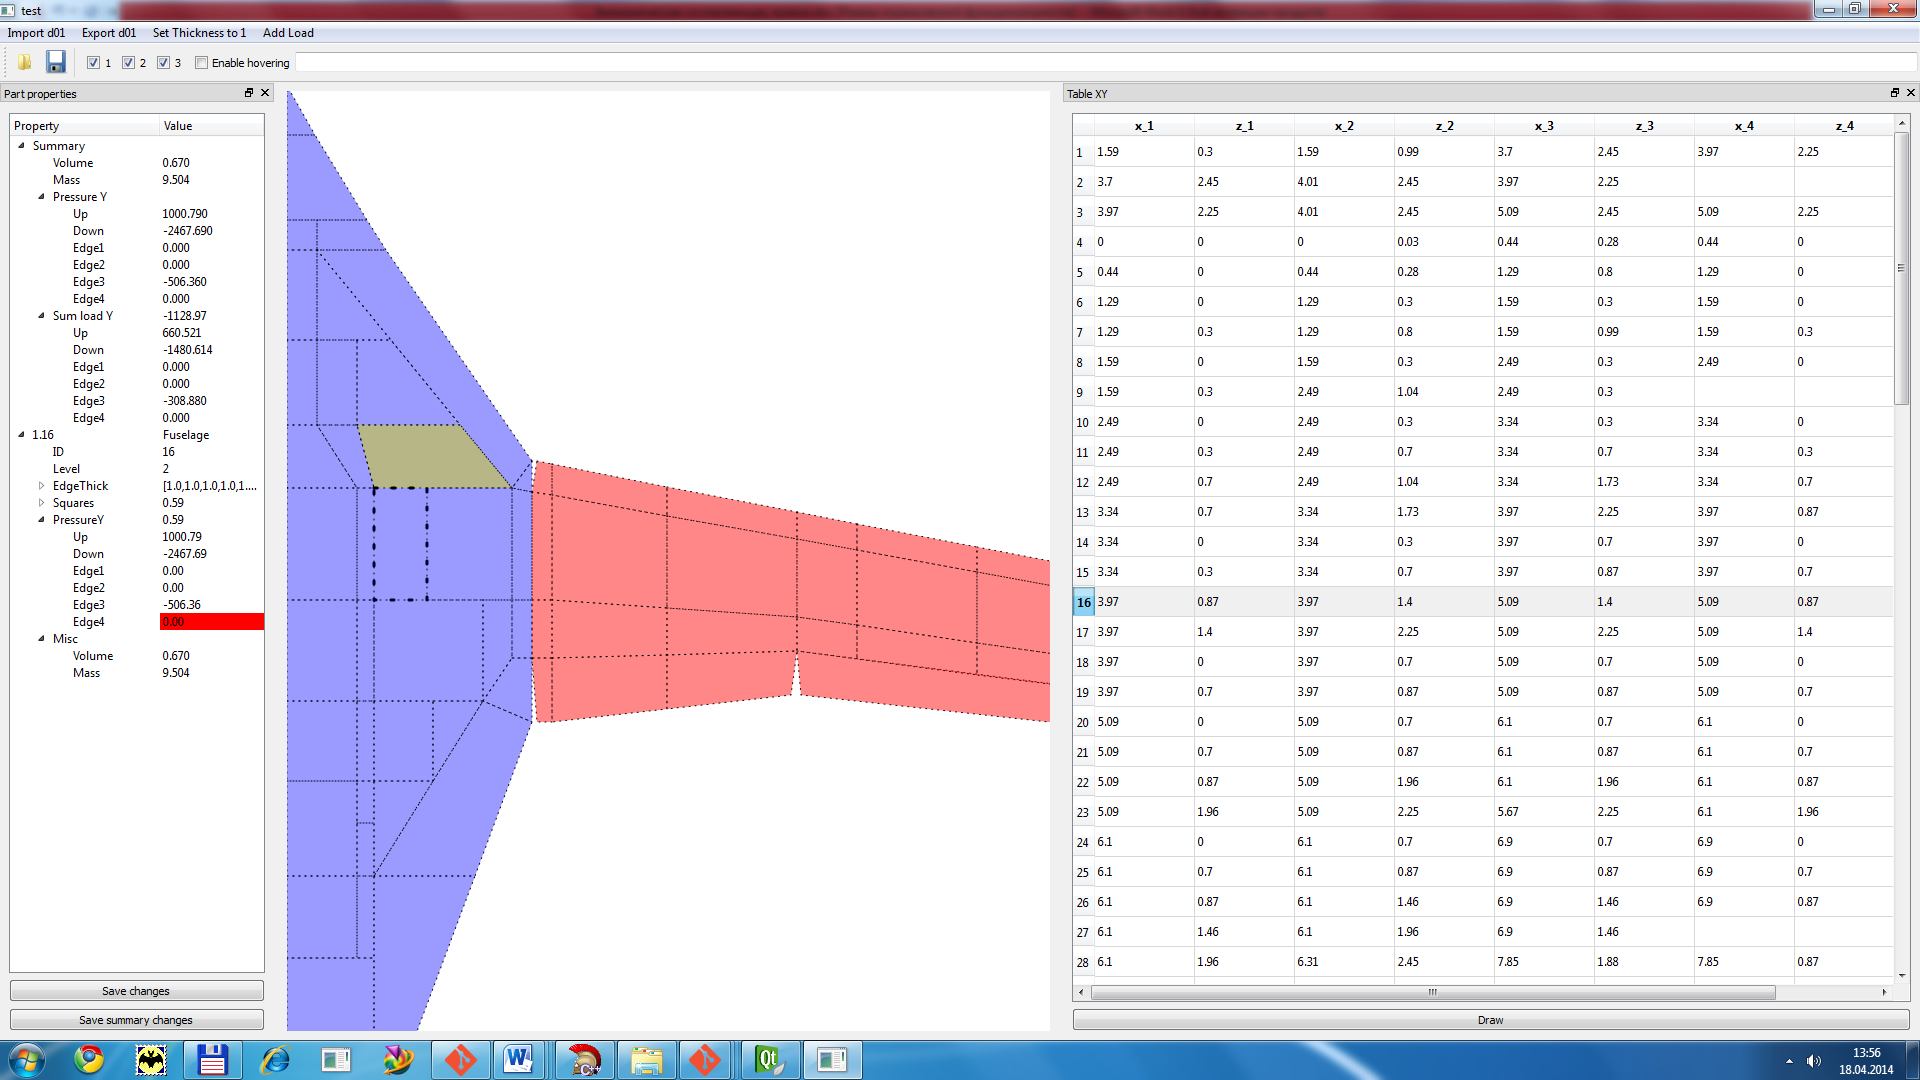 test
Import d01 Export d01 Set Thickness to 1 Add Load
1 2 3 Enable hovering
Part properties
Property Value
Summary
Volume 0.670
Mass 9.504
Pressure Y
Up 1000.790
Down -2467.690
Edge1 0.000
Edge2 0.000
Edge3 -506.360
Edge4 0.000
Sum load Y -1128.97
Up 660.521
Down -1480.614
Edge1 0.000
Edge2 0.000
Edge3 -308.880
Edge4 0.000
1.16 Fuselage
ID 16
Level 2
EdgeThick [1.0,1.0,1.0,1.0,1....
Squares 0.59
PressureY 0.59
Up 1000.79
Down -2467.69
Edge1 0.00
Edge2 0.00
Edge3 -506.36
Edge4 0.00
Misc
Volume 0.670
Mass 9.504
Save changes
Save summary changes
Table XY
x_1 z_1 x_2 z_2 x_3 z_3 x_4 z_4
1 1.59 0.3 1.59 0.99 3.7 2.45 3.97 2.25
2 3.7 2.45 4.01 2.45 3.97 2.25
3 3.97 2.25 4.01 2.45 5.09 2.45 5.09 2.25
4 0 0 0 0.03 0.44 0.28 0.44 0
5 0.44 0 0.44 0.28 1.29 0.8 1.29 0
6 1.29 0 1.29 0.3 1.59 0.3 1.59 0
7 1.29 0.3 1.29 0.8 1.59 0.99 1.59 0.3
8 1.59 0 1.59 0.3 2.49 0.3 2.49 0
9 1.59 0.3 2.49 1.04 2.49 0.3
10 2.49 0 2.49 0.3 3.34 0.3 3.34 0
11 2.49 0.3 2.49 0.7 3.34 0.7 3.34 0.3
12 2.49 0.7 2.49 1.04 3.34 1.73 3.34 0.7
13 3.34 0.7 3.34 1.73 3.97 2.25 3.97 0.87
14 3.34 0 3.34 0.3 3.97 0.7 3.97 0
15 3.34 0.3 3.34 0.7 3.97 0.87 3.97 0.7
16 3.97 0.87 3.97 1.4 5.09 1.4 5.09 0.87
17 3.97 1.4 3.97 2.25 5.09 2.25 5.09 1.4
18 3.97 0 3.97 0.7 5.09 0.7 5.09 0
19 3.97 0.7 3.97 0.87 5.09 0.87 5.09 0.7
20 5.09 0 5.09 0.7 6.1 0.7 6.1 0
21 5.09 0.7 5.09 0.87 6.1 0.87 6.1 0.7
22 5.09 0.87 5.09 1.96 6.1 1.96 6.1 0.87
23 5.09 1.96 5.09 2.25 5.67 2.25 6.1 1.96
24 6.1 0 6.1 0.7 6.9 0.7 6.9 0
25 6.1 0.7 6.1 0.87 6.9 0.87 6.9 0.7
26 6.1 0.87 6.1 1.46 6.9 1.46 6.9 0.87
27 6.1 1.46 6.1 1.96 6.9 1.46
28 6.1 1.96 6.31 2.45 7.85 1.88 7.85 0.87
Draw
W C++ Qt
13:56
18.04.2014